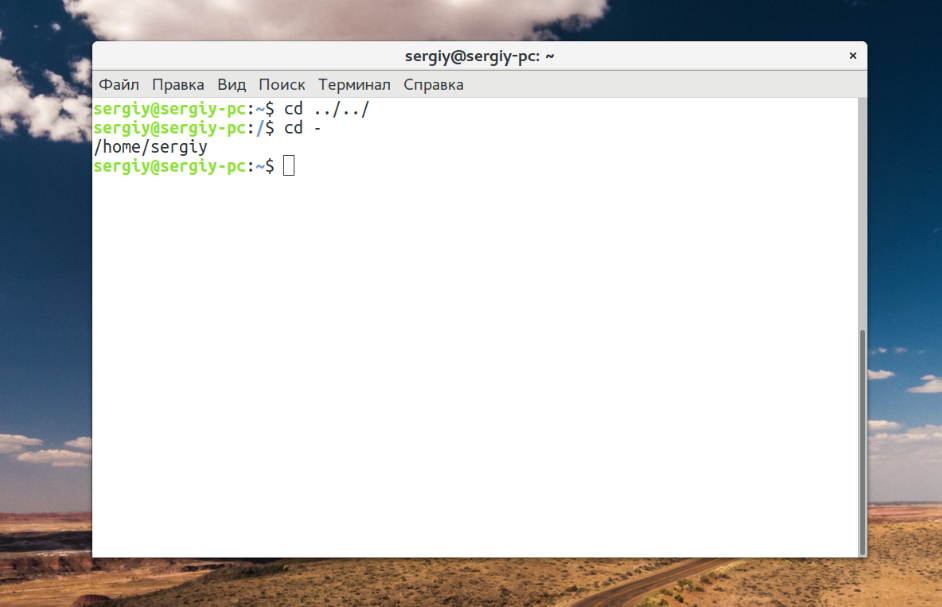 sergiy@sergiy-pc: ~
×
Файл Правка Вид Поиск Терминал Справка
sergiy@sergiy-pc:~$ cd ../../
sergiy@sergiy-pc:/$ cd -
/home/sergiy
sergiy@sergiy-pc:~$